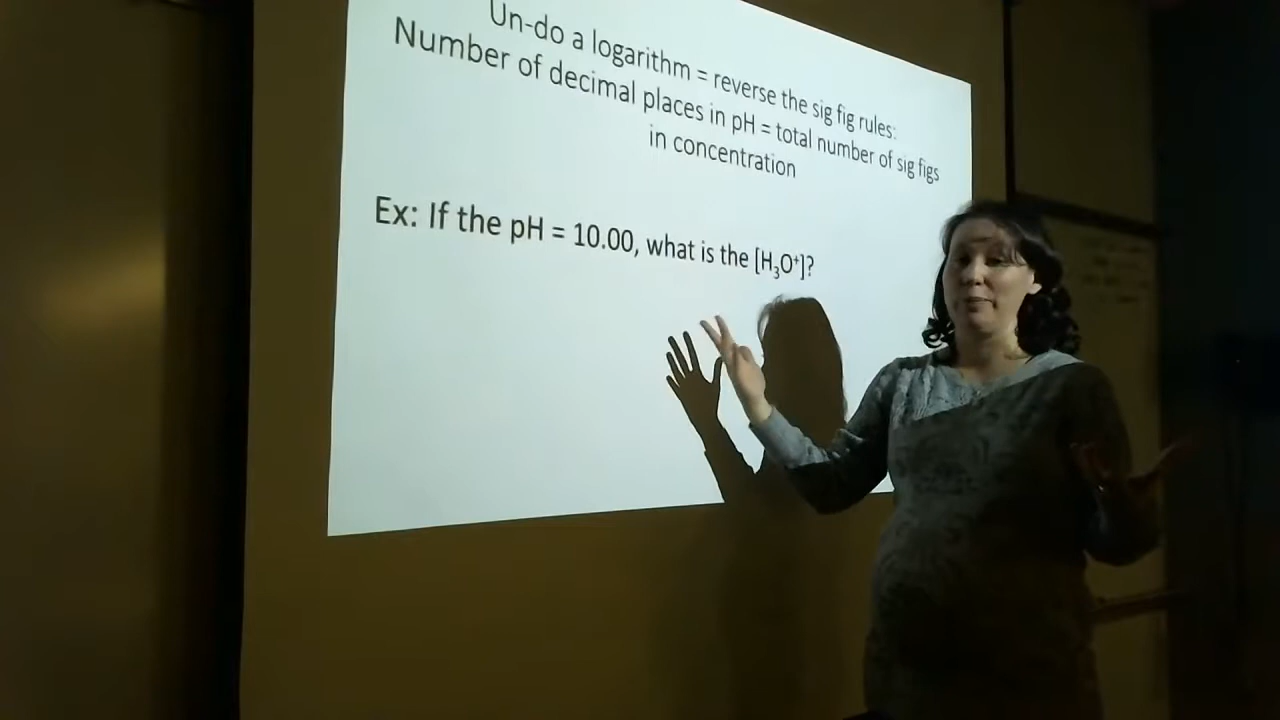 Un-do a logarithm = reverse the sig fig rules:
Number of decimal places in pH = total number of sig figs
in concentration
Ex: If the pH = 10.00, what is the [H₃O⁺]?